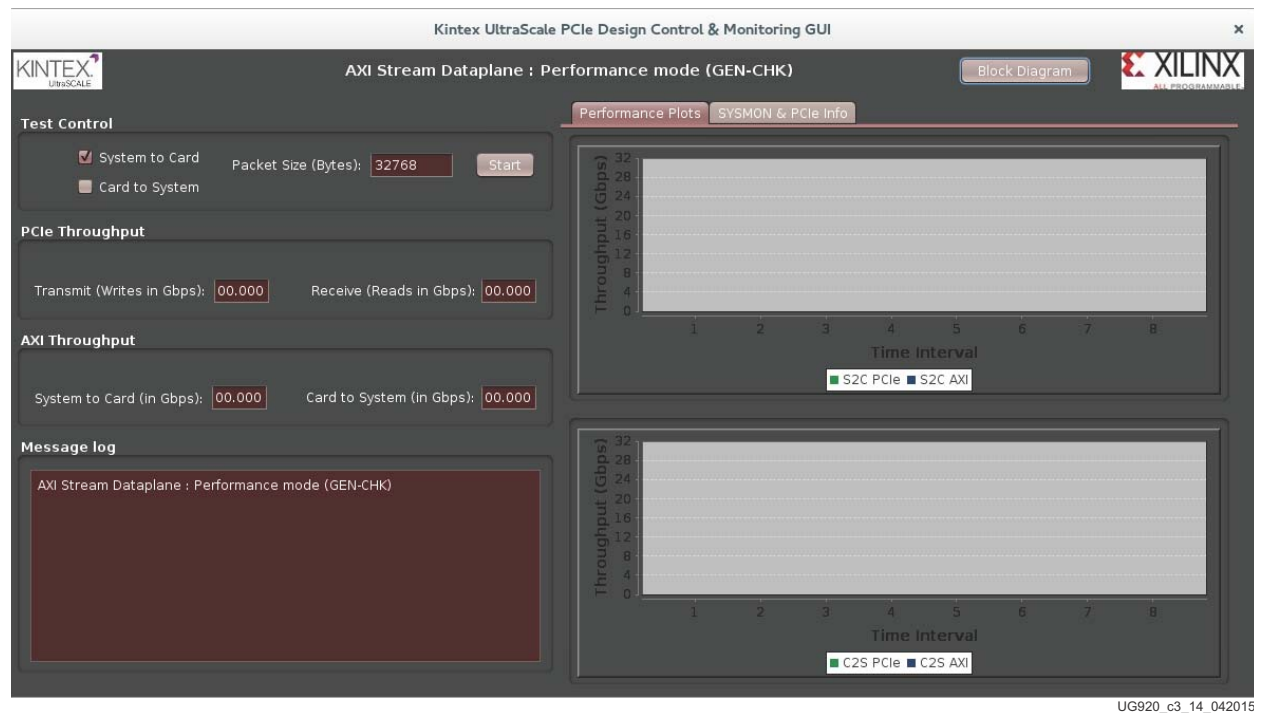 Kintex UltraScale PCIe Design Control & Monitoring GUI
x
KINTEX
UltraSCALE
AXI Stream Dataplane : Performance mode (GEN-CHK)
Block Diagram
XILINX
ALL PROGRAMMABLE.
Test Control
System to Card
Card to System
Packet Size (Bytes): 32768
Start
PCIe Throughput
Transmit (Writes in Gbps): 00.000 Receive (Reads in Gbps): 00.000
AXI Throughput
System to Card (in Gbps): 00.000 Card to System (in Gbps): 00.000
Message log
AXI Stream Dataplane : Performance mode (GEN-CHK)
Performance Plots SYSMON & PCIe Info
Throughput (Gbps)
32
28
24
20
16
12
8
4
0
1 2 3 4 5 6 7 8
Time Interval
S2C PCIe S2C AXI
Throughput (Gbps)
32
28
24
20
16
12
8
4
0
1 2 3 4 5 6 7 8
Time Interval
C2S PCIe C2S AXI
UG920_c3_14_042015